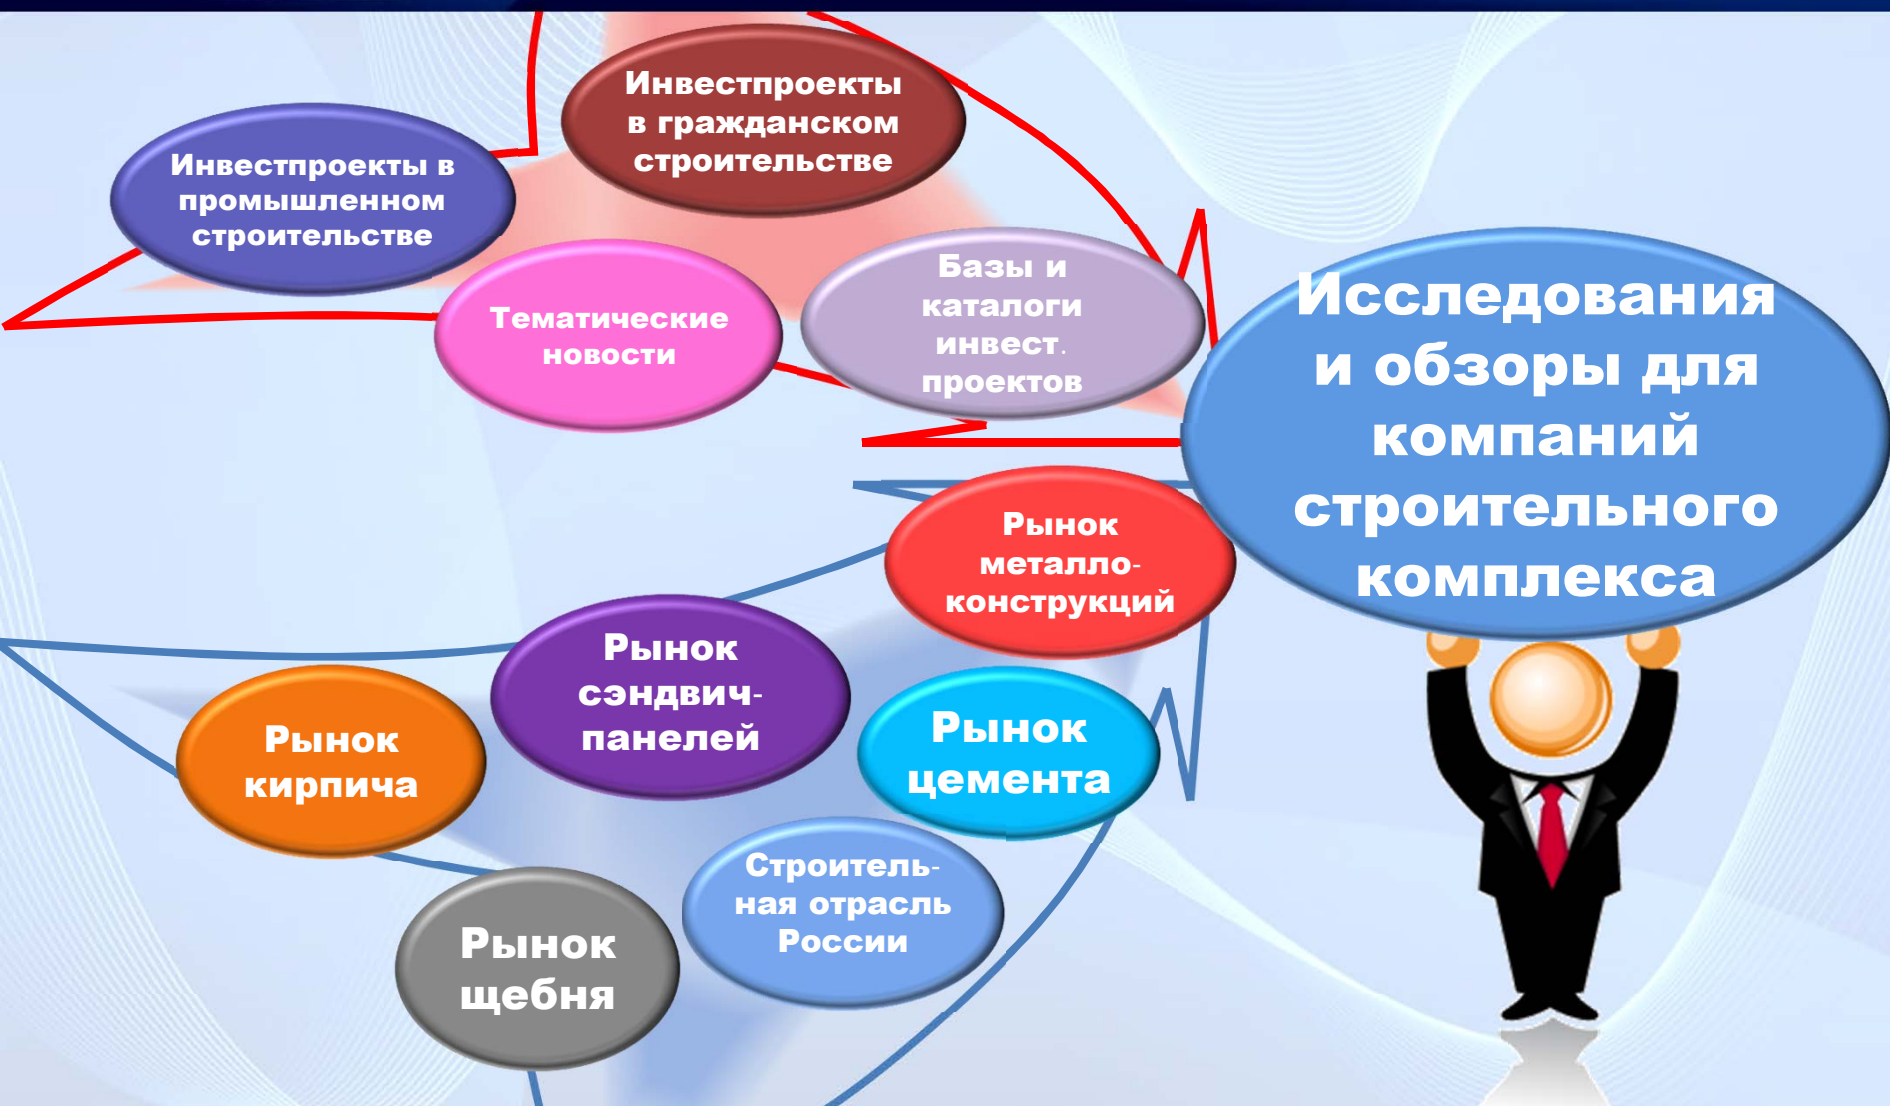 Инвестпроекты
в гражданском
строительстве
Инвестпроекты в
промышленном
строительстве
Тематические
новости
Базы и
каталоги
инвест.
проектов
Исследования
и обзоры для
компаний
строительного
комплекса
Рынок
металло-
конструкций
Рынок
сэндвич-
панелей
Рынок
кирпича
Рынок
цемента
Строитель-
ная отрасль
России
Рынок
щебня